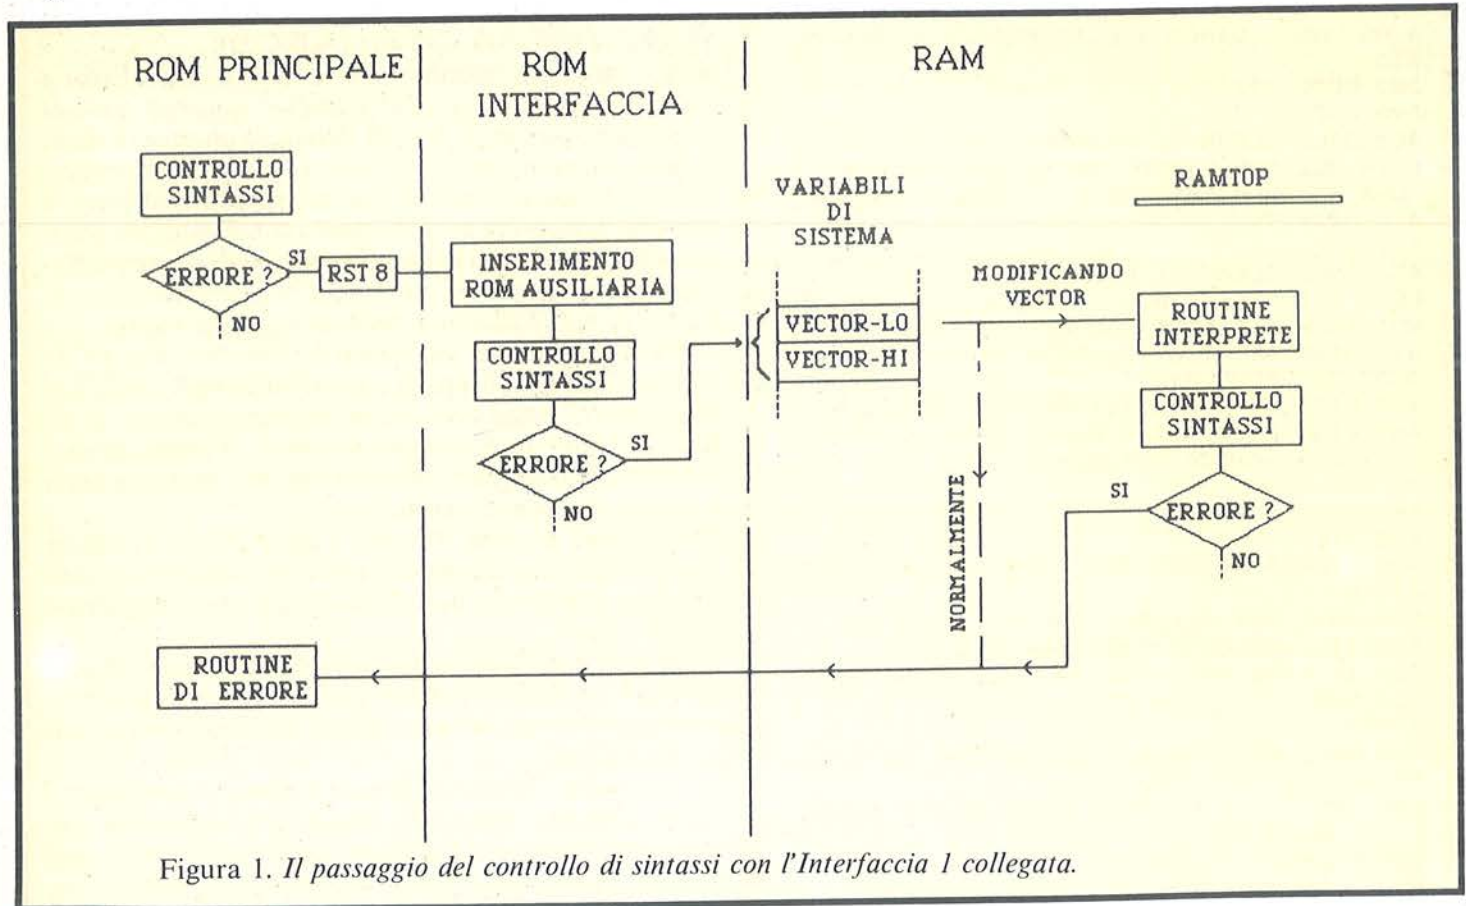 ROM PRINCIPALE
ROM
INTERFACCIA
RAM
CONTROLLO
SINTASSI
ERRORE ?
SI
NO
RST 8
INSERIMENTO
ROM AUSILIARIA
CONTROLLO
SINTASSI
ERRORE ?
SI
NO
VARIABILI
DI
SISTEMA
VECTOR-LO
VECTOR-HI
MODIFICANDO
VECTOR
NORMALMENTE
RAMTOP
ROUTINE
INTERPRETE
CONTROLLO
SINTASSI
ERRORE ?
SI
NO
ROUTINE
DI ERRORE
Figura 1. Il passaggio del controllo di sintassi con l'Interfaccia 1 collegata.